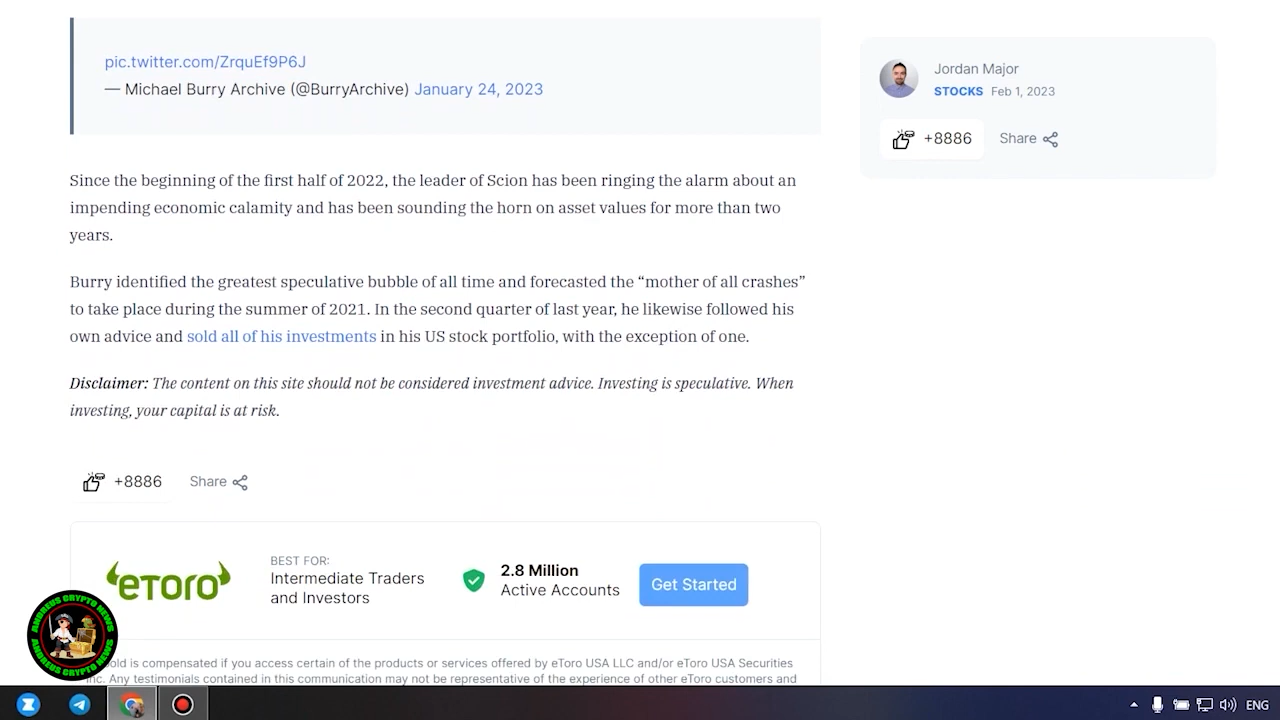 pic.twitter.com/ZrquEf9P6J
— Michael Burry Archive (@BurryArchive) January 24, 2023
Jordan Major
STOCKS Feb 1, 2023
+8886 Share
Since the beginning of the first half of 2022, the leader of Scion has been ringing the alarm about an
impending economic calamity and has been sounding the horn on asset values for more than two
years.
Burry identified the greatest speculative bubble of all time and forecasted the “mother of all crashes”
to take place during the summer of 2021. In the second quarter of last year, he likewise followed his
own advice and sold all of his investments in his US stock portfolio, with the exception of one.
Disclaimer: The content on this site should not be considered investment advice. Investing is speculative. When
investing, your capital is at risk.
+8886 Share
eToro
BEST FOR:
Intermediate Traders
and Investors
2.8 Million
Active Accounts
Get Started
ANDREUS CRYPTO NEWS
ANDREUS CRYPTO NEWS
is compensated if you access certain of the products or services offered by eToro USA LLC and/or eToro USA Securities
Inc. Any testimonials contained in this communication may not be representative of the experience of other eToro customers and
ENG